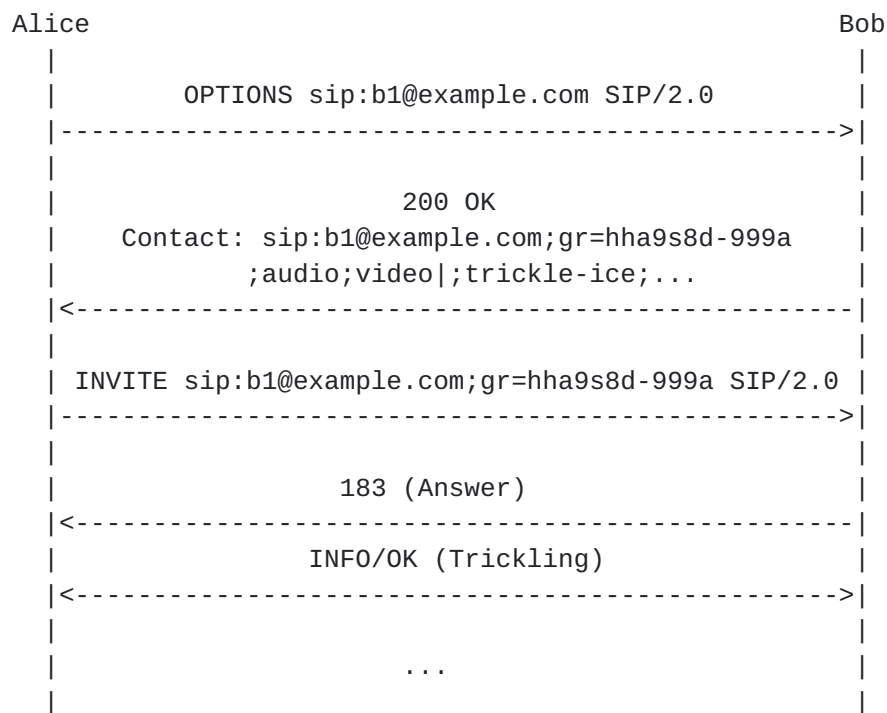 Alice Bob
OPTIONS sip:b1@example.com SIP/2.0
200 OK
Contact: sip:b1@example.com;gr=hha9s8d-999a
;audio;video|;trickle-ice;...
INVITE sip:b1@example.com;gr=hha9s8d-999a SIP/2.0
183 (Answer)
INFO/OK (Trickling)
...